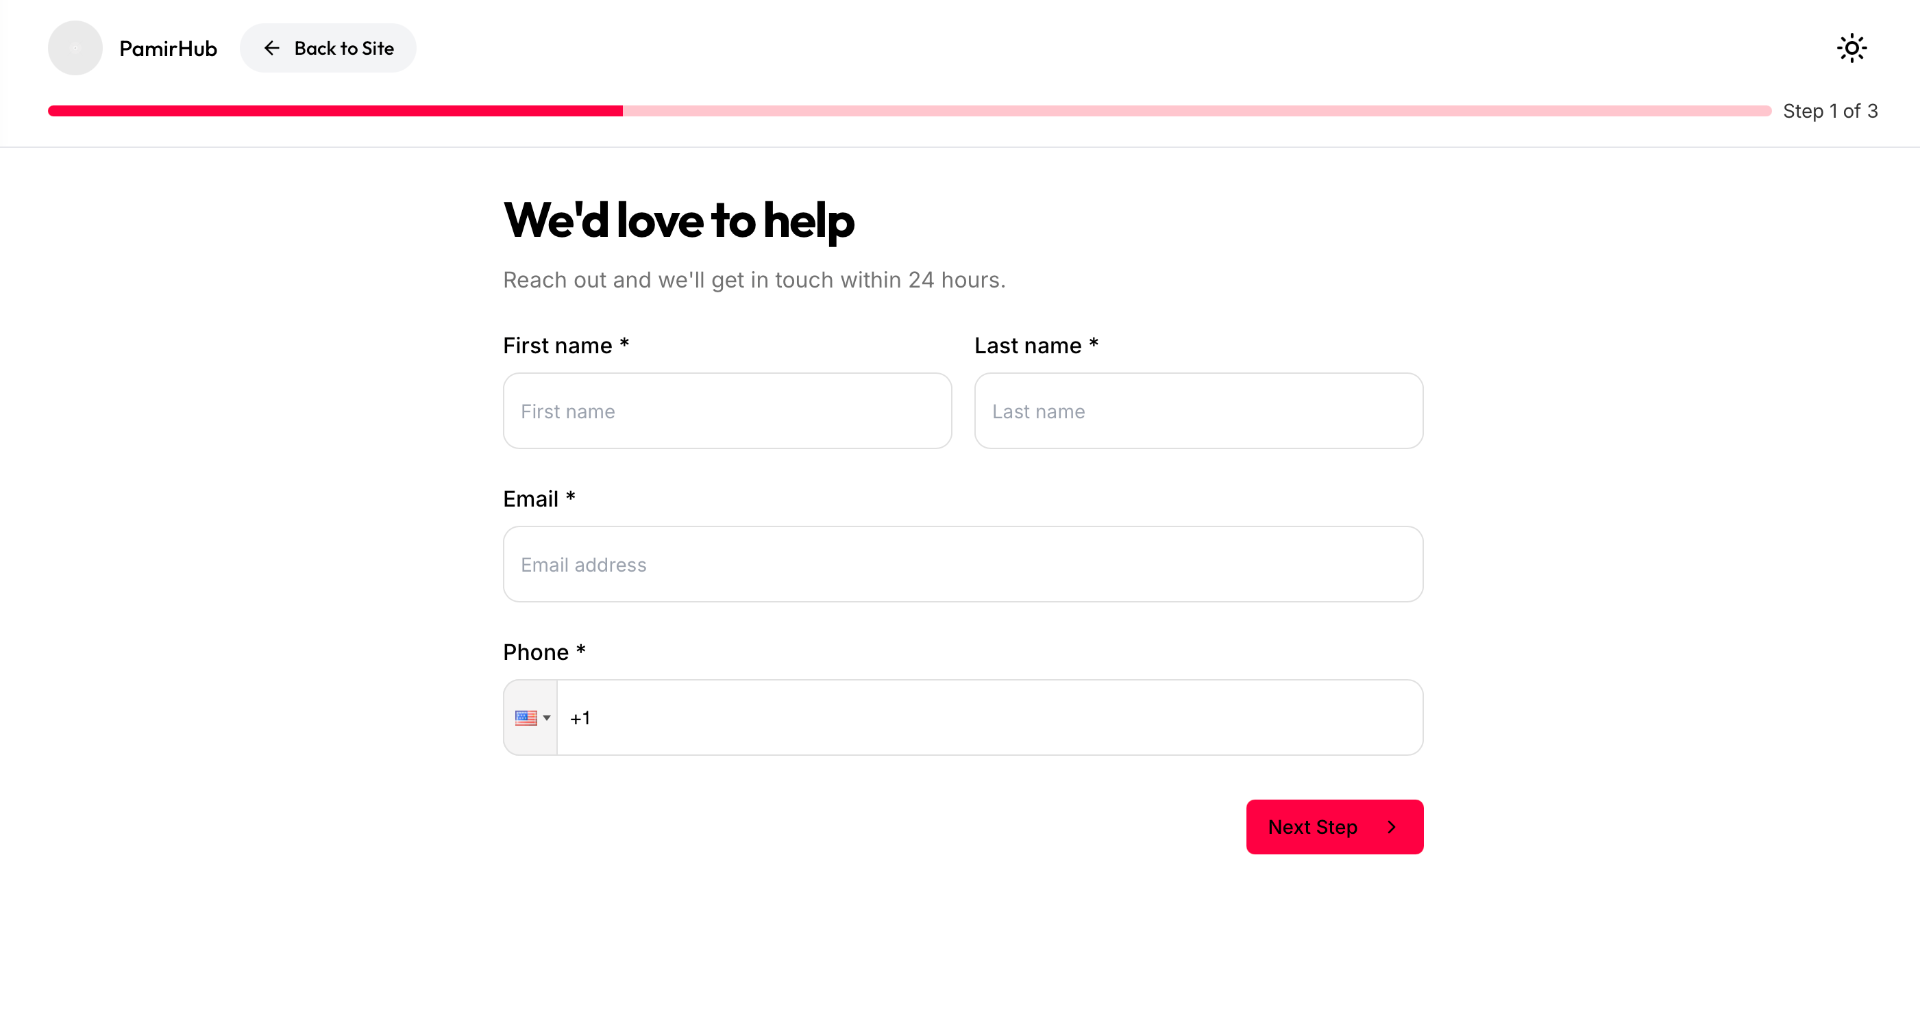 PamirHub
Back to Site
Step 1 of 3
We'd love to help
Reach out and we'll get in touch within 24 hours.
First name *
Last name *
First name
Last name
Email *
Email address
Phone *
+1
Next Step